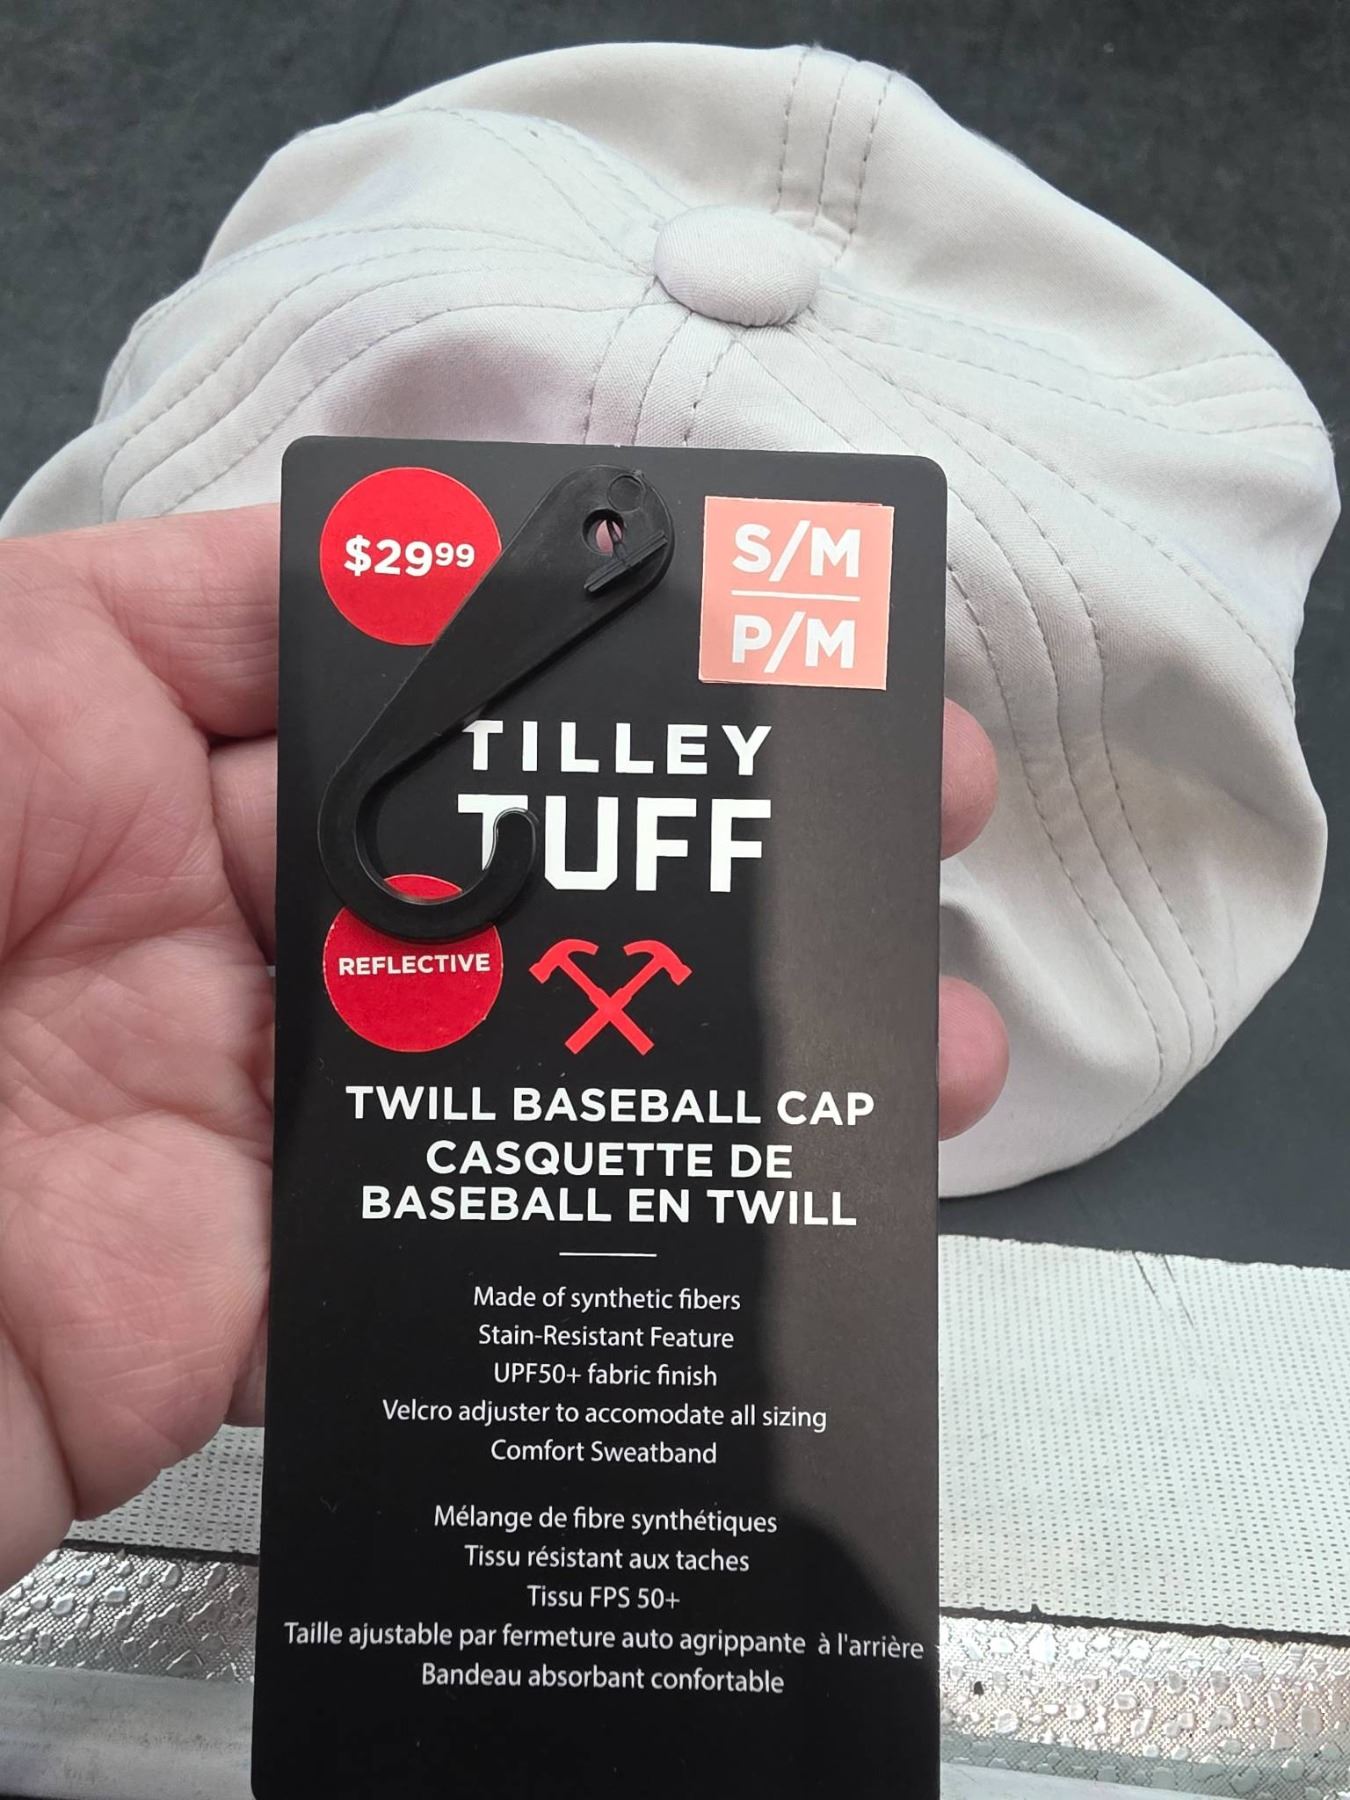 $29⁹⁹
S/M
P/M
TILLEY
TUFF
REFLECTIVE
TWILL BASEBALL CAP
CASQUETTE DE
BASEBALL EN TWILL
Made of synthetic fibers
Stain-Resistant Feature
UPF50+ fabric finish
Velcro adjuster to accomodate all sizing
Comfort Sweatband
Mélange de fibre synthétiques
Tissu résistant aux taches
Tissu FPS 50+
Taille ajustable par fermeture auto agrippante à l'arrière
Bandeau absorbant confortable